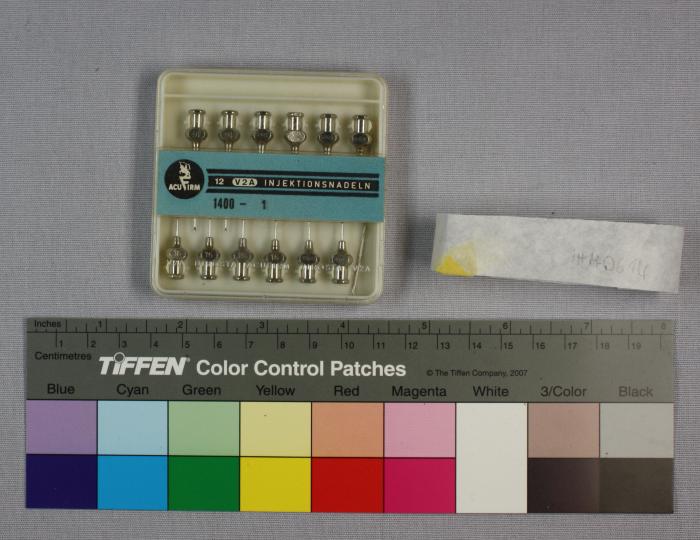 ACUFIRM
12 V2A INJEKTIONSNADELN
1400 - 1
V2A
Inches 1 2 3 4 5 6 7 8
1 2 3 4 5 6 7 8 9 10 11 12 13 14 15 16 17 18 19
Centimetres
TIFFEN Color Control Patches © The Tiffen Company, 2007
Blue Cyan Green Yellow Red Magenta White 3/Color Black